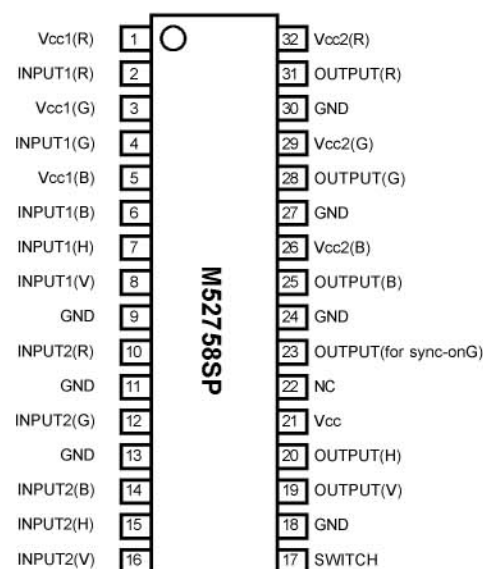 Vcc1(R) 1 32 Vcc2(R)
INPUT1(R) 2 31 OUTPUT(R)
Vcc1(G) 3 30 GND
INPUT1(G) 4 29 Vcc2(G)
Vcc1(B) 5 28 OUTPUT(G)
INPUT1(B) 6 27 GND
INPUT1(H) 7 26 Vcc2(B)
INPUT1(V) 8 25 OUTPUT(B)
GND 9 24 GND
INPUT2(R) 10 23 OUTPUT(for sync-onG)
GND 11 22 NC
INPUT2(G) 12 21 Vcc
GND 13 20 OUTPUT(H)
INPUT2(B) 14 19 OUTPUT(V)
INPUT2(H) 15 18 GND
INPUT2(V) 16 17 SWITCH
M52758SP